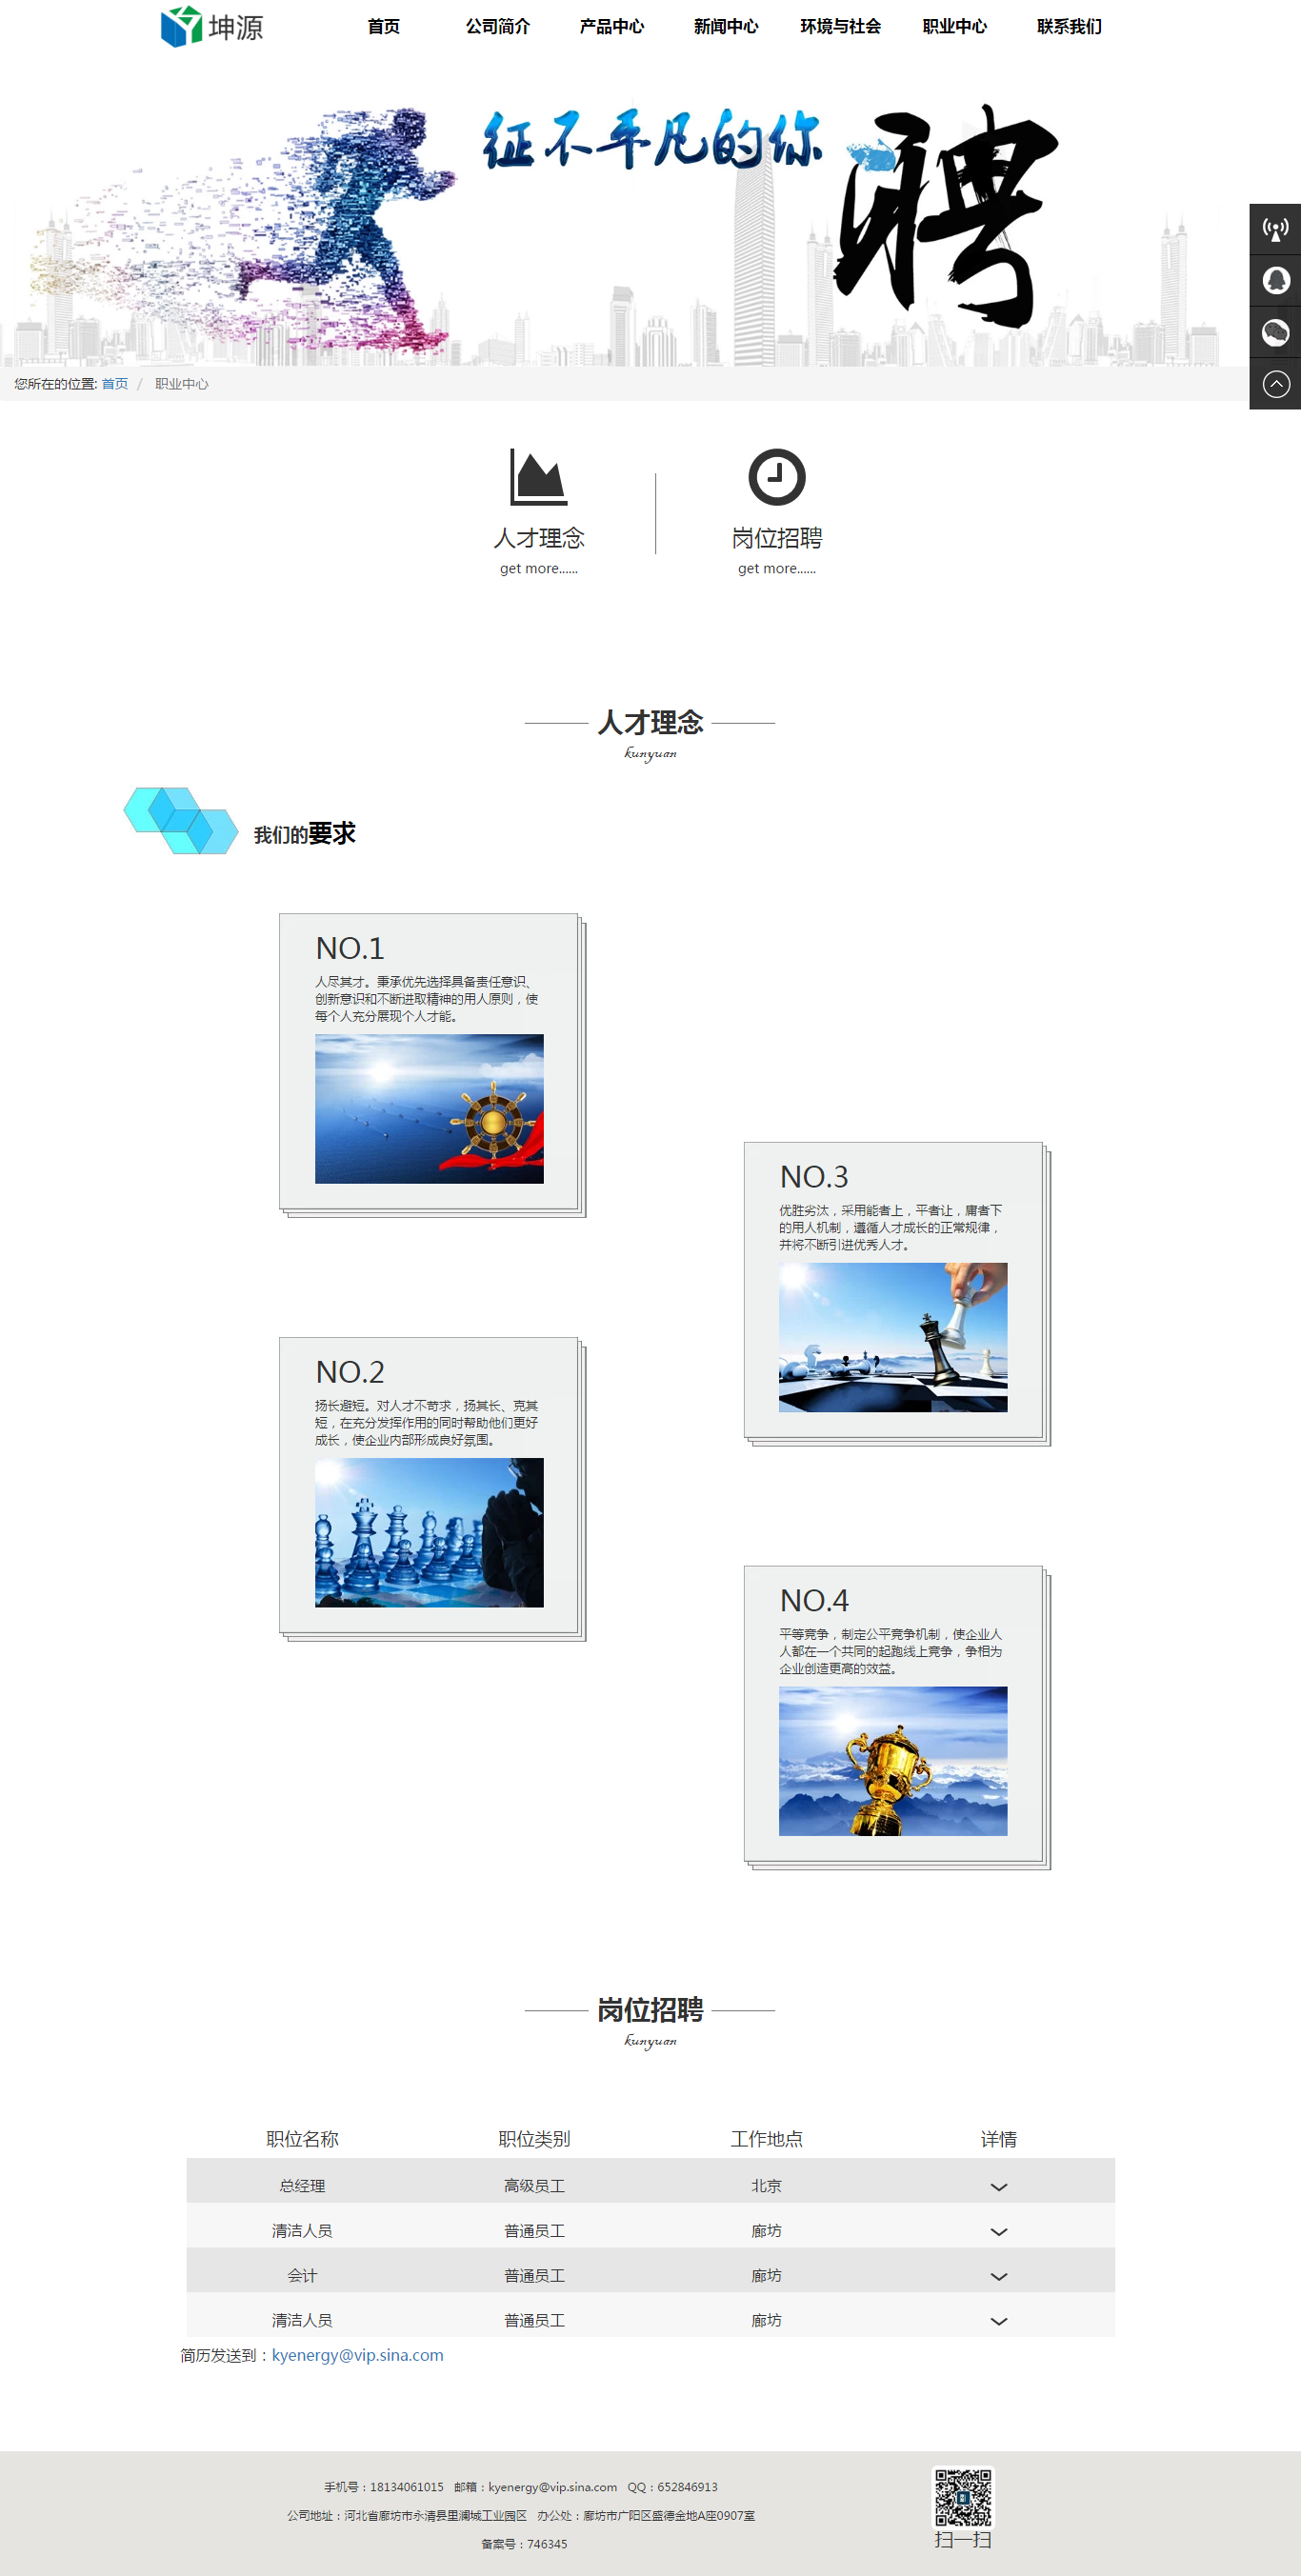 坤源
首页 公司简介 产品中心 新闻中心 环境与社会 职业中心 联系我们
征不平凡的你 聘
您所在的位置: 首页 / 职业中心
人才理念 岗位招聘
get more...... get more......
人才理念
kunyuan
我们的要求
NO.1
人尽其才。秉承优先选择具备责任意识、
创新意识和不断进取精神的用人原则，使
每个人充分展现个人才能。
NO.3
优胜劣汰，采用能者上，平者让，庸者下
的用人机制，遵循人才成长的正常规律，
并将不断引进优秀人才。
NO.2
扬长避短。对人才不苛求，扬其长、克其
短，在充分发挥作用的同时帮助他们更好
成长，使企业内部形成良好氛围。
NO.4
平等竞争，制定公平竞争机制，使企业人
人都在一个共同的起跑线上竞争，争相为
企业创造更高的效益。
岗位招聘
kunyuan
职位名称 职位类别 工作地点 详情
总经理 高级员工 北京
清洁人员 普通员工 廊坊
会计 普通员工 廊坊
清洁人员 普通员工 廊坊
简历发送到：kyenergy@vip.sina.com
手机号：18134061015 邮箱：kyenergy@vip.sina.com QQ：652846913
公司地址：河北省廊坊市永清县里澜城工业园区 办公处：廊坊市广阳区盛德金地A座0907室
备案号：746345
扫一扫